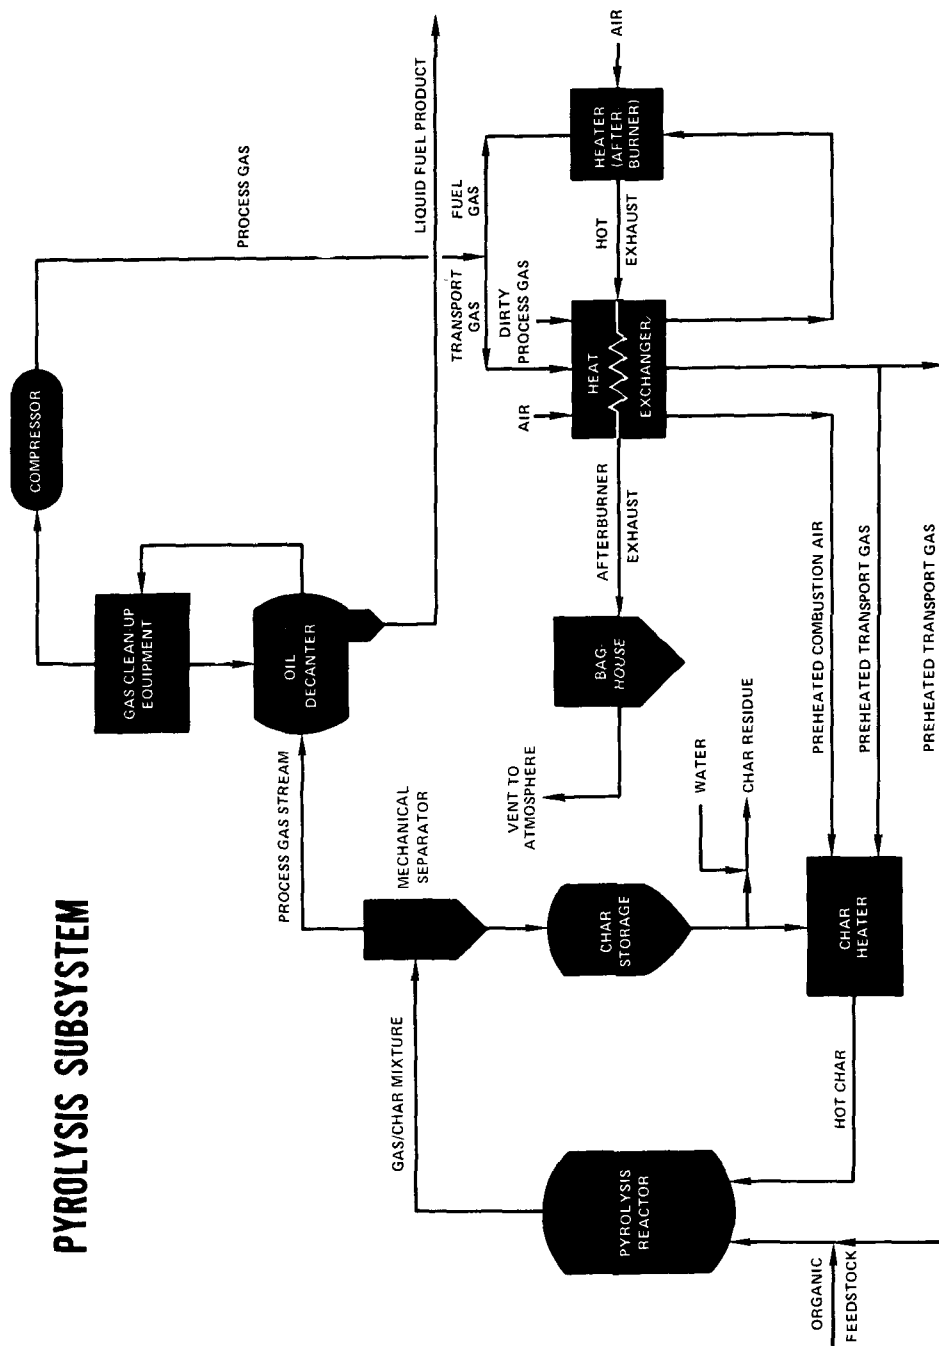 PYROLYSIS SUBSYSTEM
COMPRESSOR
PROCESS GAS
GAS CLEAN UP
EQUIPMENT
OIL
DECANTER
LIQUID FUEL PRODUCT
PROCESS GAS STREAM
MECHANICAL
SEPARATOR
GAS/CHAR MIXTURE
TRANSPORT
GAS
FUEL
GAS
AIR
DIRTY
PROCESS GAS
AIR
HEATER
(AFTER
BURNER)
HOT
EXHAUST
HEAT
EXCHANGER
AFTERBURNER
EXHAUST
BAG-
HOUSE
VENT TO
ATMOSPHERE
CHAR
STORAGE
WATER
CHAR RESIDUE
PYROLYSIS
REACTOR
HOT CHAR
CHAR
HEATER
PREHEATED COMBUSTION AIR
PREHEATED TRANSPORT GAS
PREHEATED TRANSPORT GAS
ORGANIC
FEEDSTOCK